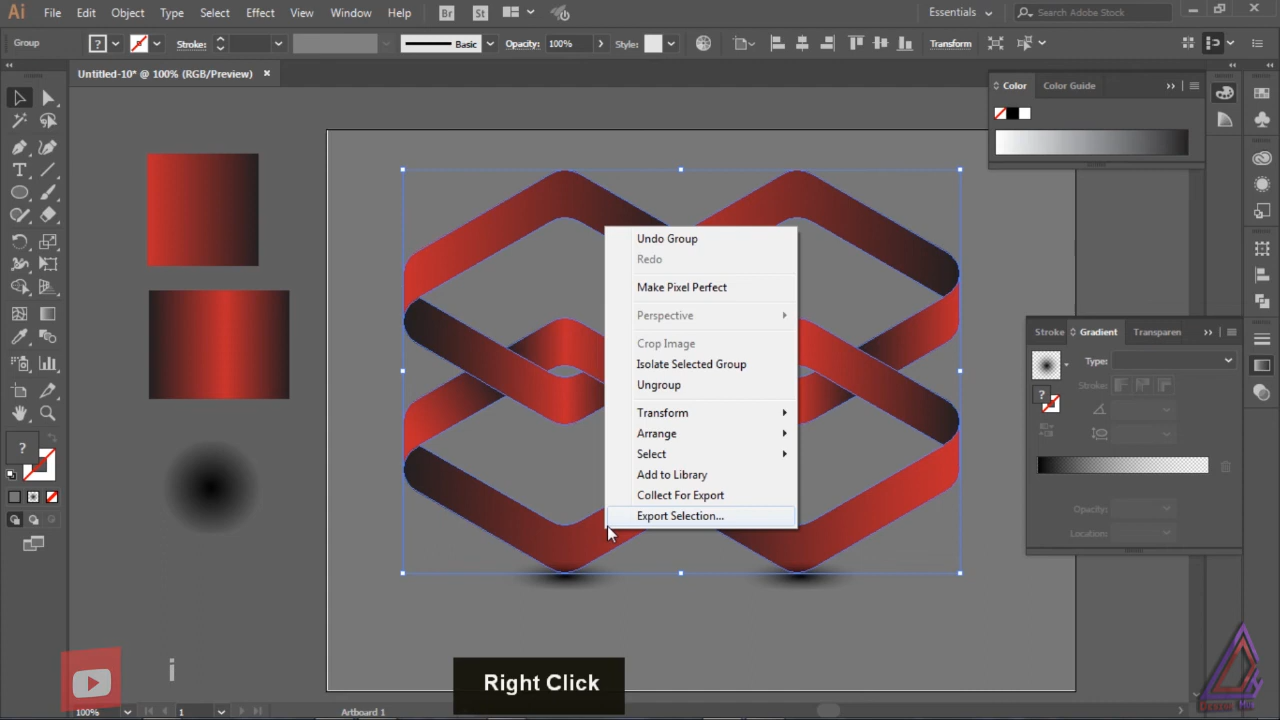 Ai File Edit Object Type Select Effect View Window Help Br St Essentials Search Adobe Stock
Group ? Stroke: Basic Opacity: 100% Style: Transform
Untitled-10* @ 100% (RGB/Preview) ×
Color Color Guide
Undo Group
Redo
Make Pixel Perfect
Perspective
Crop Image
Isolate Selected Group
Ungroup
Transform
Arrange
Select
Add to Library
Collect For Export
Export Selection...
Stroke Gradient Transparen
Type:
Stroke:
?
Opacity:
Location:
?
i
Right Click
100% 1 Artboard 1